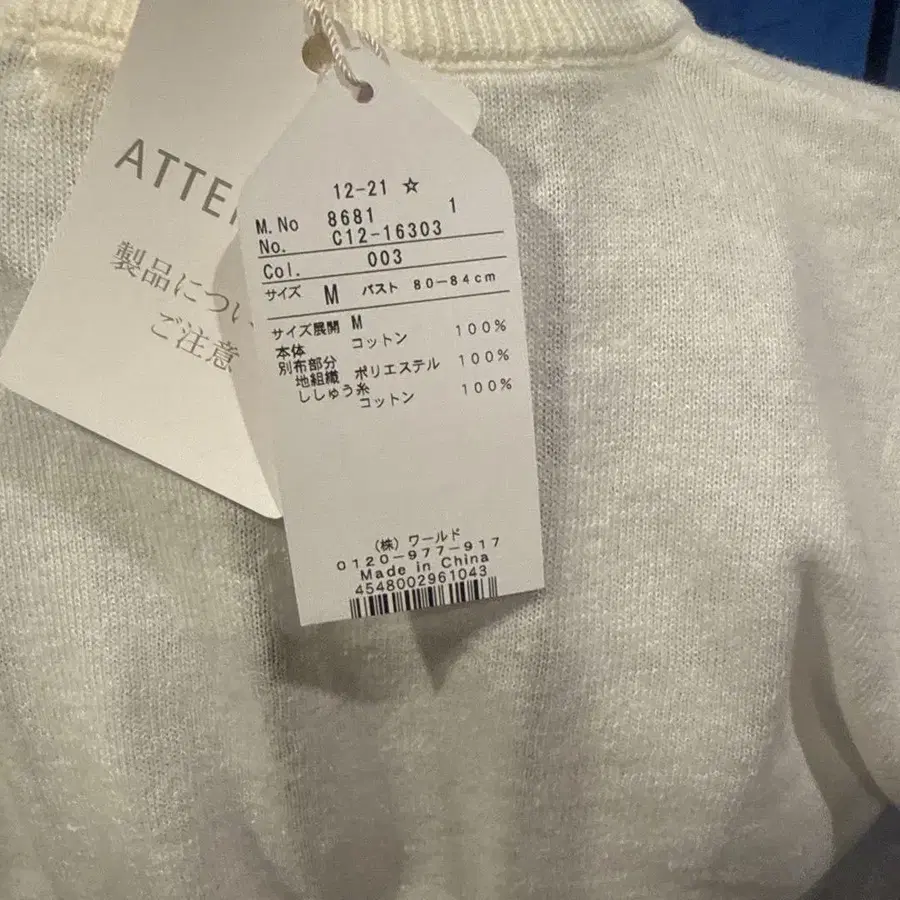 ATTE
製品につい
ご注意
12-21 ☆
M.No 8681 1
No. C12-16303
Col. 003
サイズ M バスト 80-84cm
サイズ展開 M
本体 コットン 100%
別布部分
地組織 ポリエステル 100%
ししゅう糸 コットン 100%
(株) ワールド
0120-977-917
Made in China
4548002961043